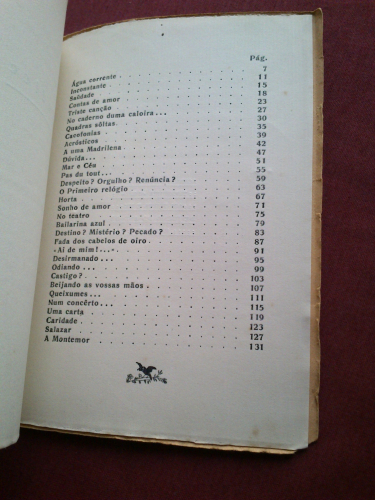 Pág.
Água corrente . . . 7
Inconstante . . . 11
Saüdade . . . 15
Contas de amor . . . 18
Triste canção . . . 23
No caderno duma caloira... . . . 27
Quadras sôltas . . . 30
Cacofonias . . . 35
Acrósticos . . . 39
A uma Madrilena . . . 42
Dúvida... . . . 47
Mar e Céu . . . 51
Pas du tout... . . . 55
Despeito? Orgulho? Renúncia? . . . 59
O Primeiro relógio . . . 63
Horta . . . 67
Sonho de amor . . . 71
No teatro . . . 75
Bailarina azul . . . 79
Destino? Mistério? Pecado? . . . 83
Fada dos cabelos de oiro . . . 87
«Ai de mim!...» . . . 91
Desirmanado . . . 95
Odiando . . . 99
Castigo? . . . 103
Beijando as vossas mãos . . . 107
Queixumes... . . . 111
Num concêrto... . . . 115
Uma carta . . . 119
Caridade . . . 123
Salazar . . . 127
A Montemor . . . 131